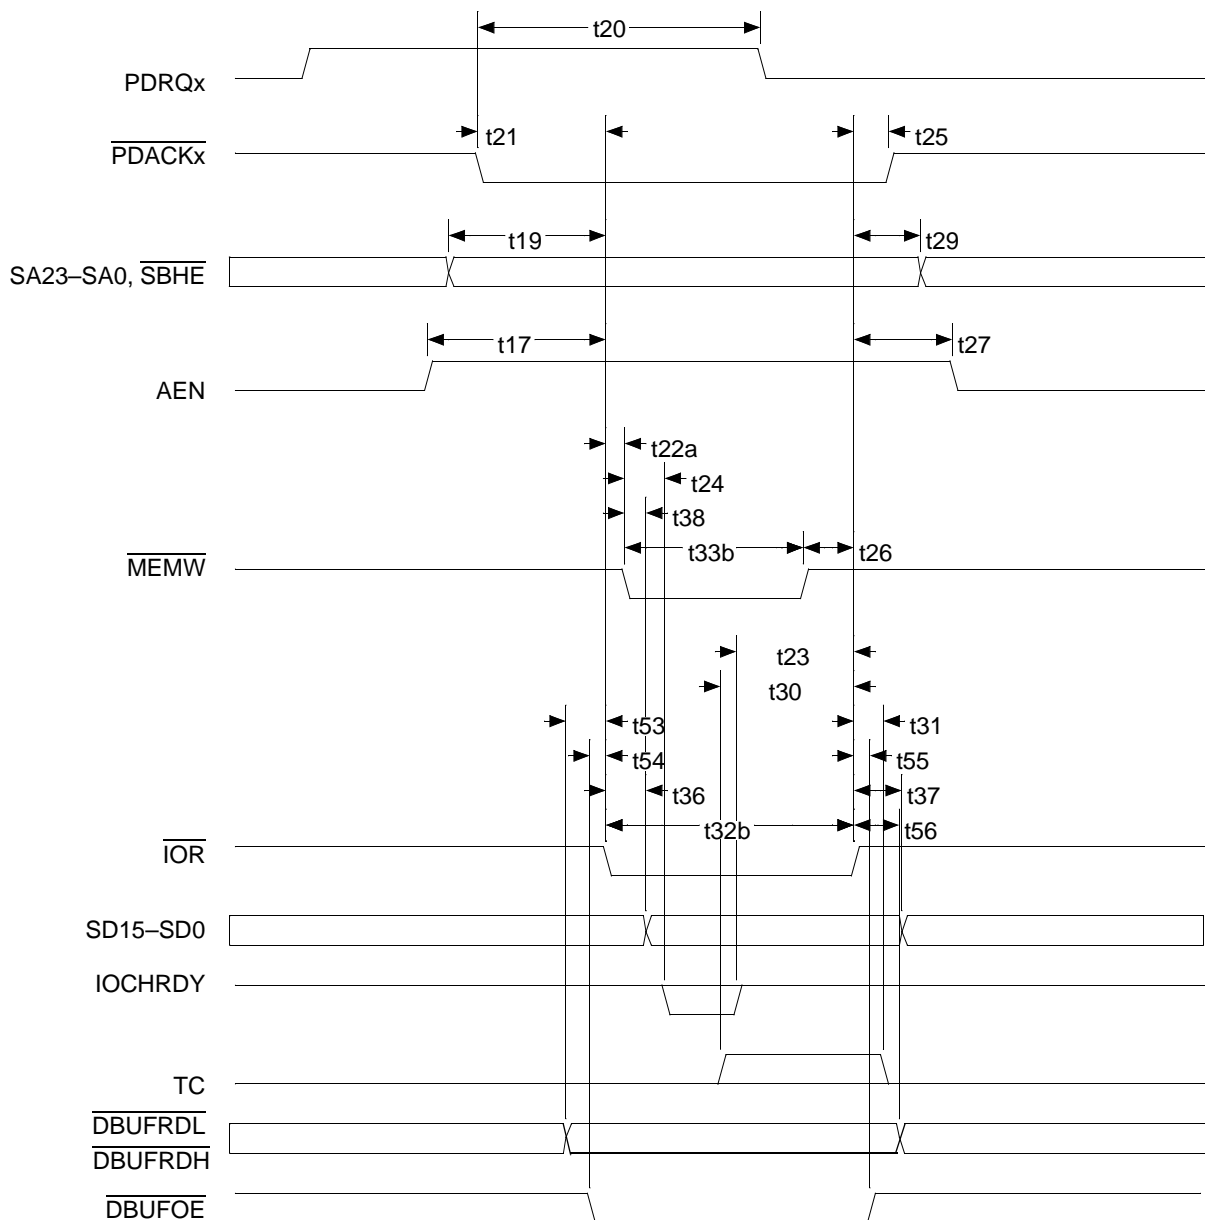 t20
PDRQx
t21
t25
PDACKx
t19
t29
SA23–SA0, SBHE
t17
t27
AEN
t22a
t24
t38
t33b
t26
MEMW
t23
t30
t53
t31
t54
t55
t36
t37
t32b
t56
IOR
SD15–SD0
IOCHRDY
TC
DBUFRDL
DBUFRDH
DBUFOE